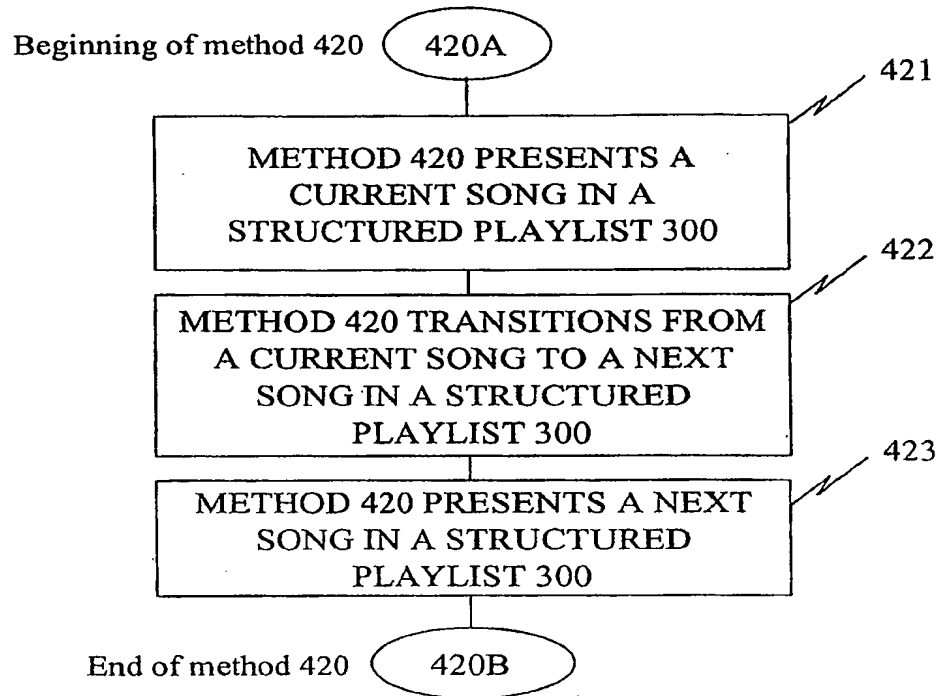 Beginning of method 420
420A
421
METHOD 420 PRESENTS A
CURRENT SONG IN A
STRUCTURED PLAYLIST 300
422
METHOD 420 TRANSITIONS FROM
A CURRENT SONG TO A NEXT
SONG IN A STRUCTURED
PLAYLIST 300
423
METHOD 420 PRESENTS A NEXT
SONG IN A STRUCTURED
PLAYLIST 300
End of method 420
420B